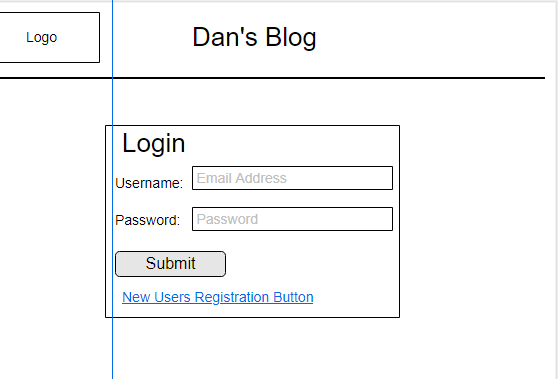 Logo
Dan's Blog
Login
Username: Email Address
Password: Password
Submit
New Users Registration Button